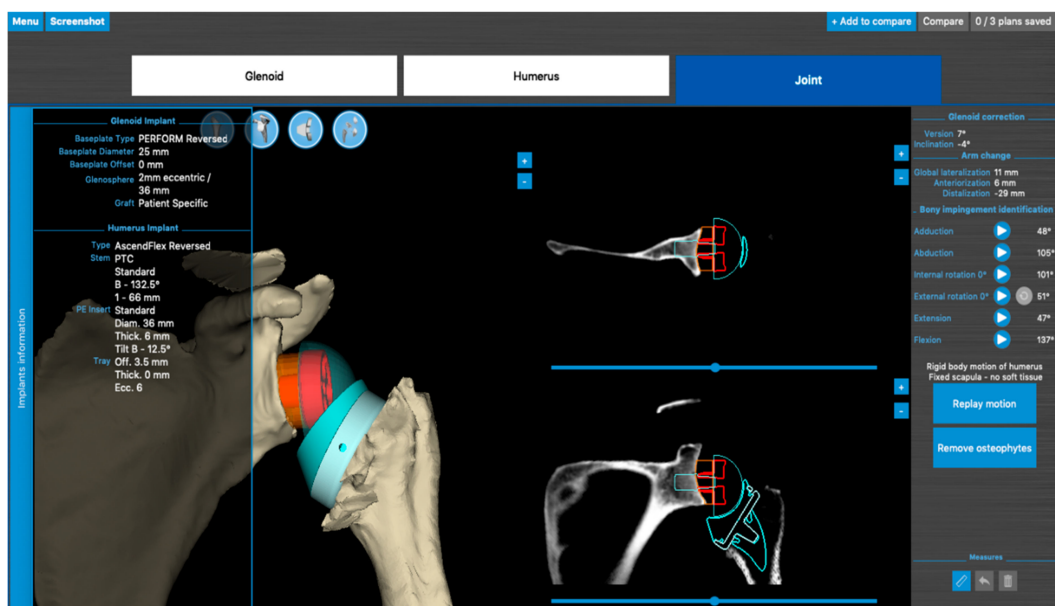 Menu Screenshot + Add to compare Compare 0 / 3 plans saved
Glenoid Humerus Joint
Implants information
Glenoid Implant
Baseplate Type PERFORM Reversed
Baseplate Diameter 25 mm
Baseplate Offset 0 mm
Glenosphere 2mm eccentric /
36 mm
Graft Patient Specific
Humerus Implant
Type AscendFlex Reversed
Stem PTC
Standard
B - 132.5°
1 - 66 mm
PE Insert Standard
Diam. 36 mm
Thick. 6 mm
Tilt B - 12.5°
Tray Off. 3.5 mm
Thick. 0 mm
Ecc. 6
+
-
+
-
+
-
Glenoid correction
Version 7°
Inclination -4°
Arm change
Global lateralization 11 mm
Anteriorization 6 mm
Distalization -29 mm
Bony impingement identification
Adduction 48°
Abduction 105°
Internal rotation 0° 101°
External rotation 0° 51°
Extension 47°
Flexion 137°
Rigid body motion of humerus
Fixed scapula - no soft tissue
Replay motion
Remove osteophytes
Measures